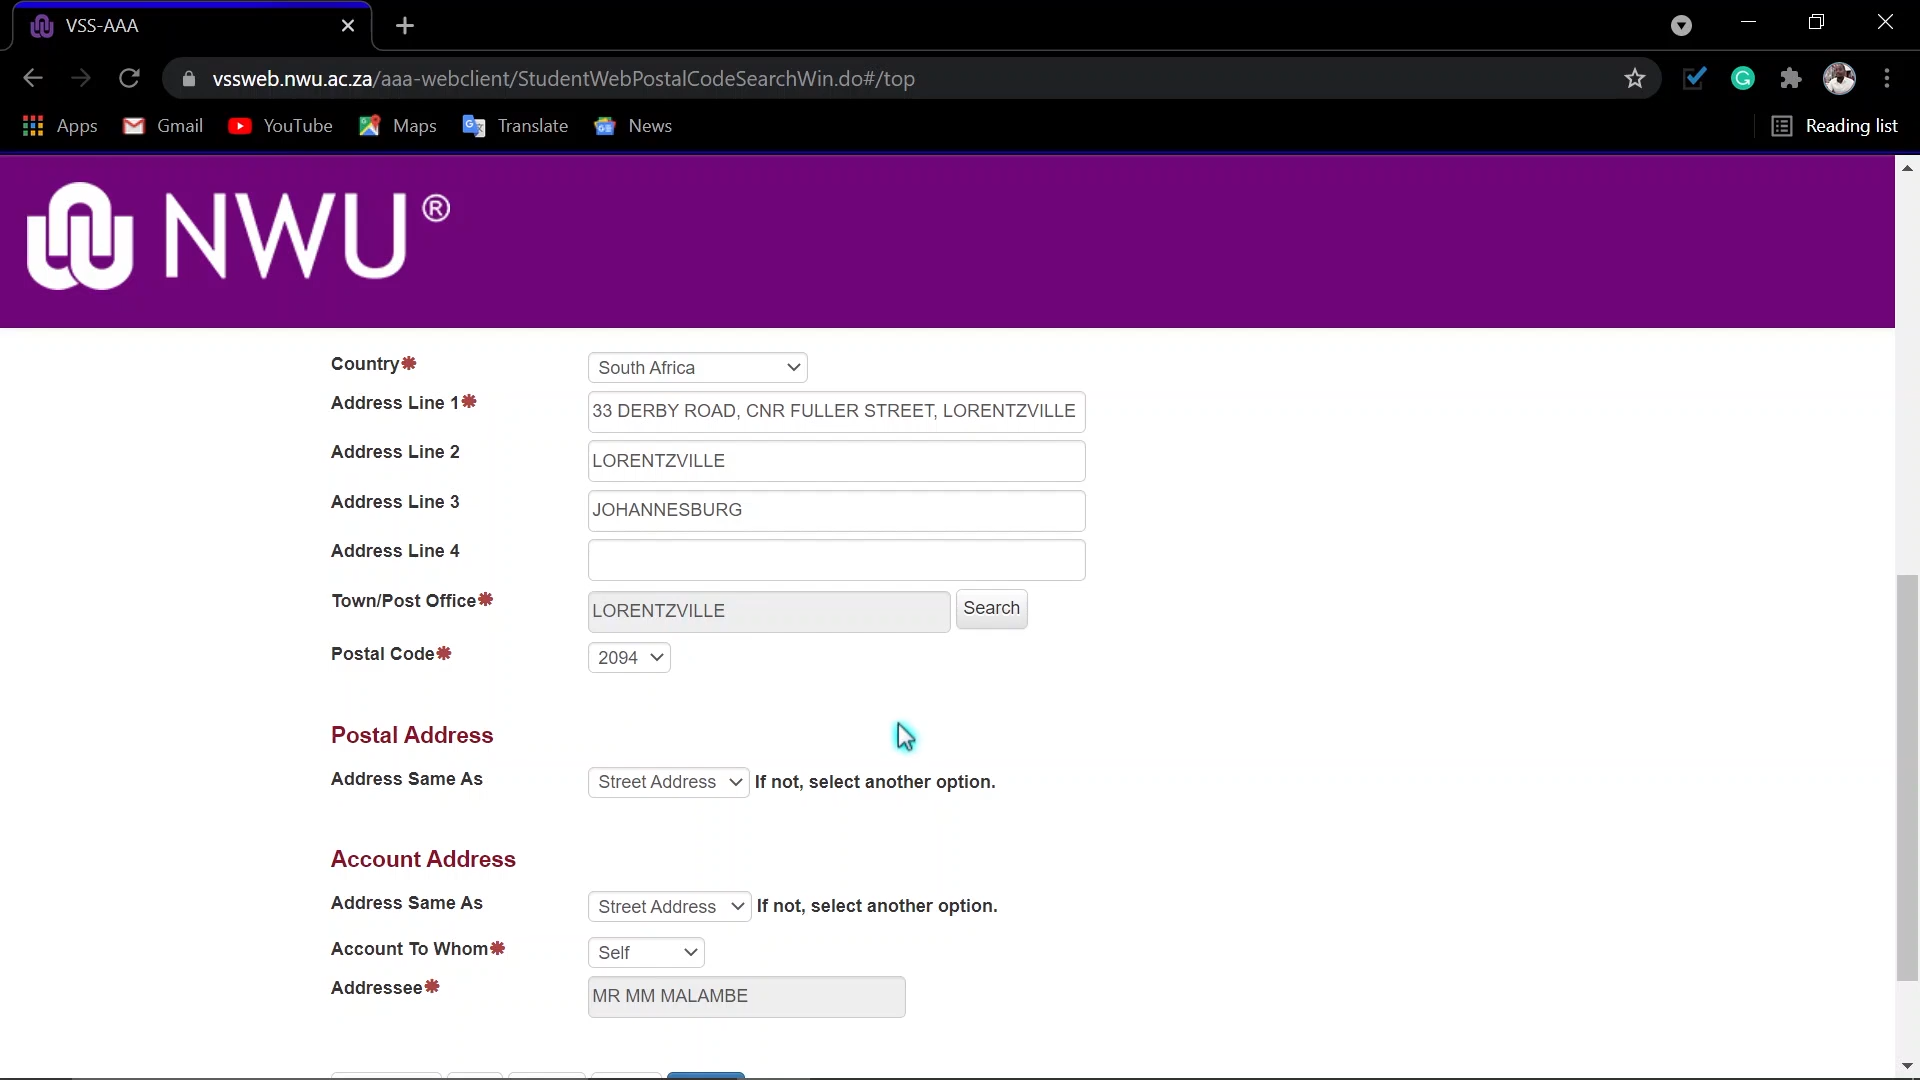 VSS-AAA
vssweb.nwu.ac.za/aaa-webclient/StudentWebPostalCodeSearchWin.do#/top
Apps Gmail YouTube Maps Translate News Reading list
NWU®
Country* South Africa
Address Line 1* 33 DERBY ROAD, CNR FULLER STREET, LORENTZVILLE
Address Line 2 LORENTZVILLE
Address Line 3 JOHANNESBURG
Address Line 4
Town/Post Office* LORENTZVILLE Search
Postal Code* 2094
Postal Address
Address Same As Street Address If not, select another option.
Account Address
Address Same As Street Address If not, select another option.
Account To Whom* Self
Addressee* MR MM MALAMBE